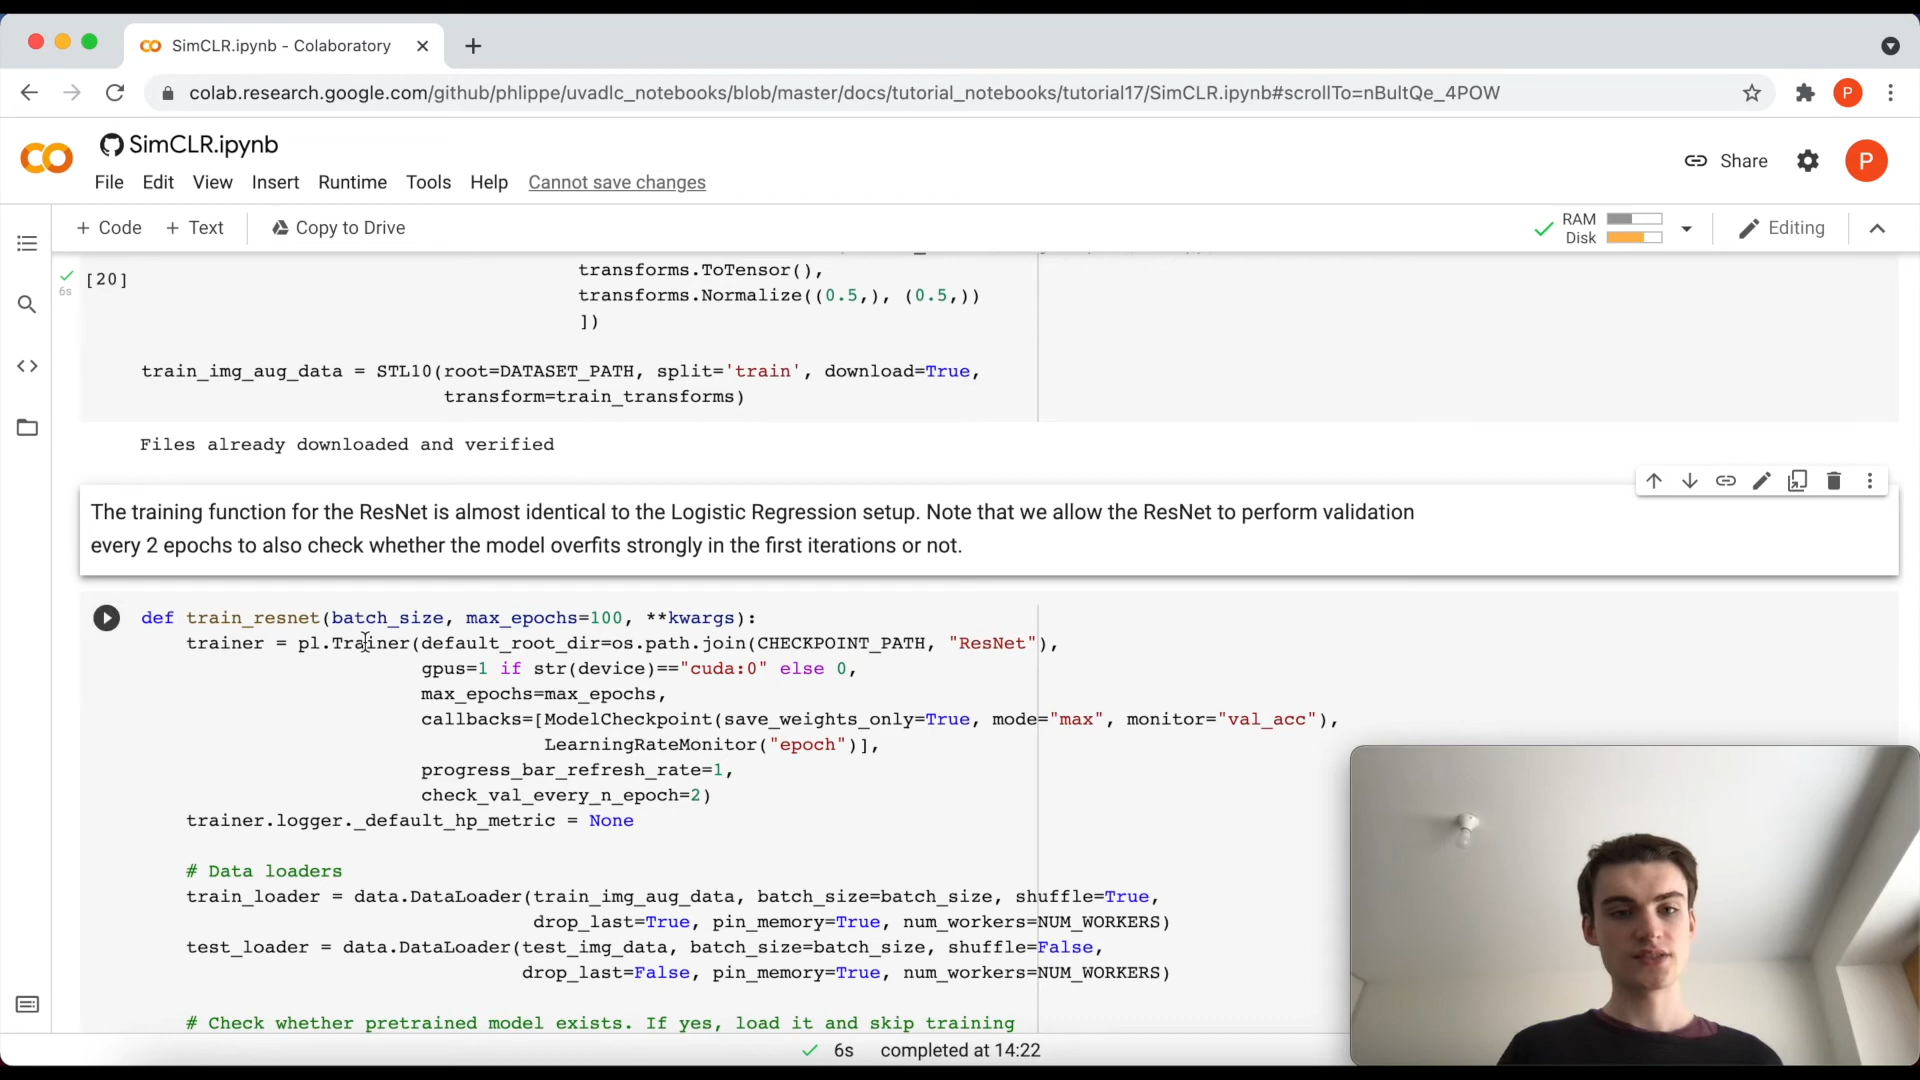 SimCLR.ipynb - Colaboratory
colab.research.google.com/github/phlippe/uvadlc_notebooks/blob/master/docs/tutorial_notebooks/tutorial17/SimCLR.ipynb#scrollTo=nBultQe_4POW
P
SimCLR.ipynb
Share
P
File Edit View Insert Runtime Tools Help Cannot save changes
+ Code + Text Copy to Drive
RAM
Disk
Editing
[20]
6s
transforms.ToTensor(),
transforms.Normalize((0.5,), (0.5,))
])
train_img_aug_data = STL10(root=DATASET_PATH, split='train', download=True,
transform=train_transforms)
Files already downloaded and verified
The training function for the ResNet is almost identical to the Logistic Regression setup. Note that we allow the ResNet to perform validation
every 2 epochs to also check whether the model overfits strongly in the first iterations or not.
def train_resnet(batch_size, max_epochs=100, **kwargs):
trainer = pl.Trainer(default_root_dir=os.path.join(CHECKPOINT_PATH, "ResNet"),
gpus=1 if str(device)=="cuda:0" else 0,
max_epochs=max_epochs,
callbacks=[ModelCheckpoint(save_weights_only=True, mode="max", monitor="val_acc"),
LearningRateMonitor("epoch")],
progress_bar_refresh_rate=1,
check_val_every_n_epoch=2)
trainer.logger._default_hp_metric = None
# Data loaders
train_loader = data.DataLoader(train_img_aug_data, batch_size=batch_size, shuffle=True,
drop_last=True, pin_memory=True, num_workers=NUM_WORKERS)
test_loader = data.DataLoader(test_img_data, batch_size=batch_size, shuffle=False,
drop_last=False, pin_memory=True, num_workers=NUM_WORKERS)
# Check whether pretrained model exists. If yes, load it and skip training
6s completed at 14:22